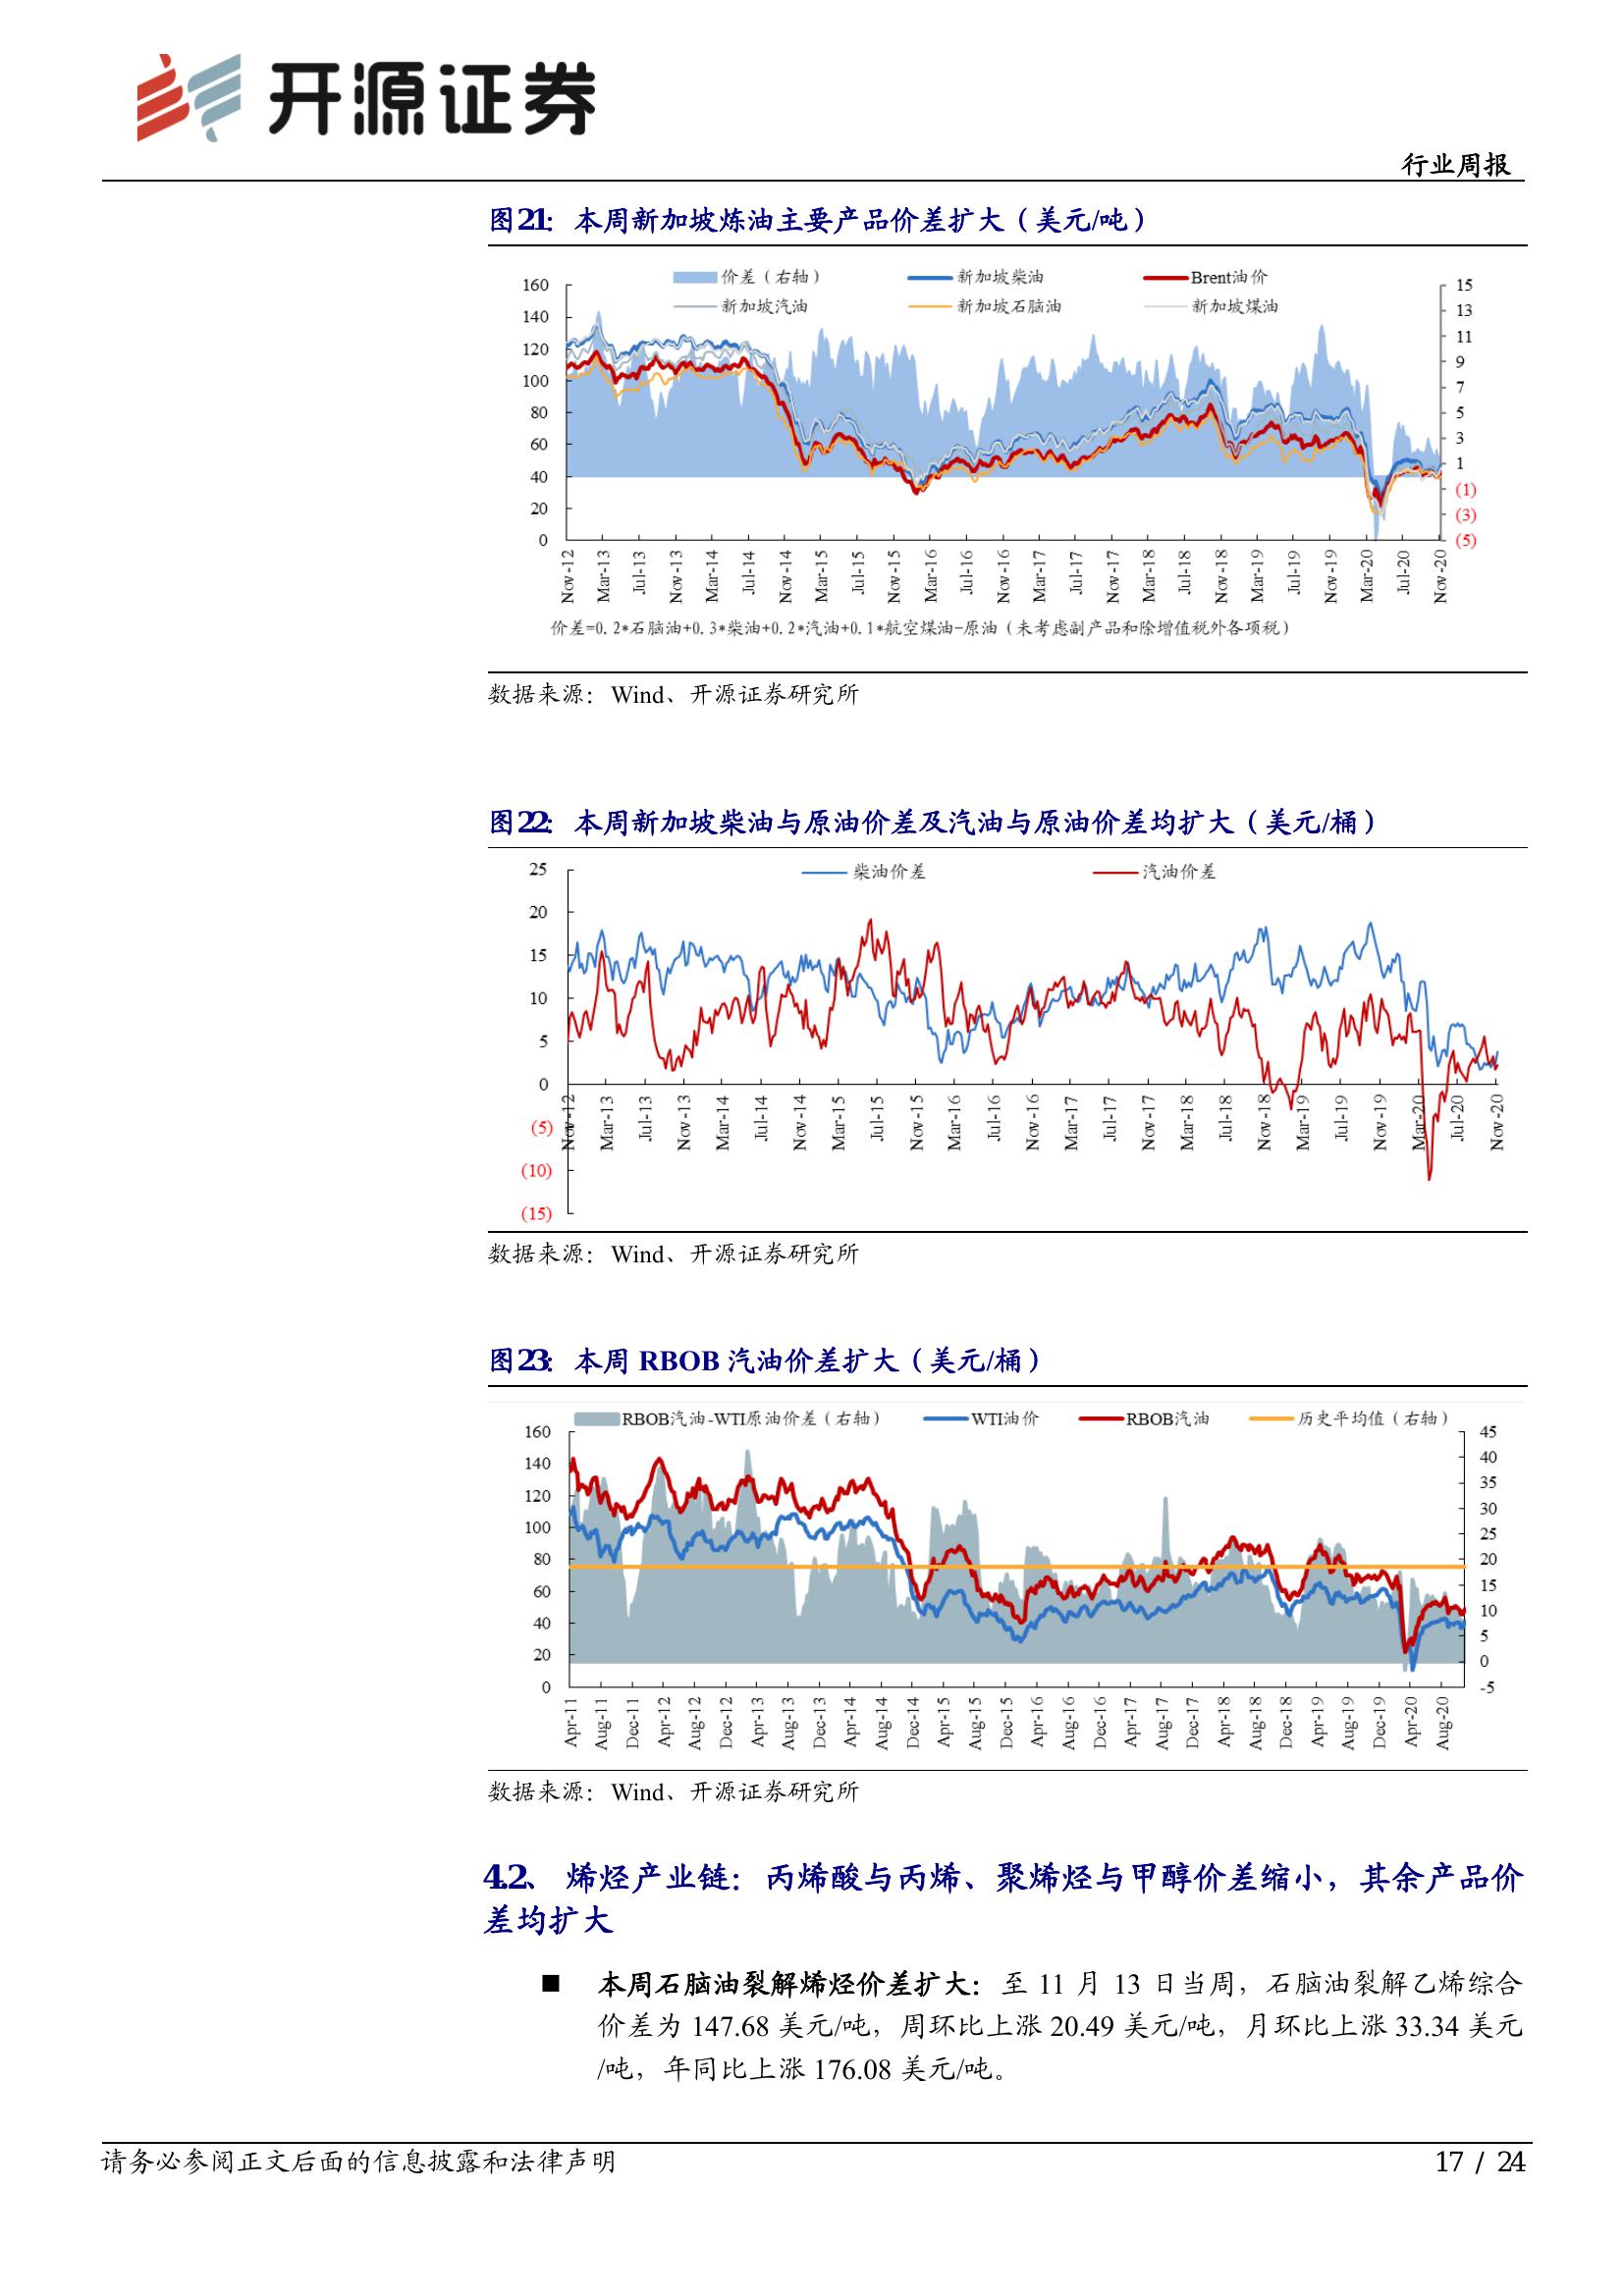 开源证券
行业周报
图21: 本周新加坡炼油主要产品价差扩大（美元/吨）
价差（右轴） 新加坡柴油 Brent油价
新加坡汽油 新加坡石脑油 新加坡煤油
160
140
120
100
80
60
40
20
0
15
13
11
9
7
5
3
1
(1)
(3)
(5)
Nov-12 Mar-13 Jul-13 Nov-13 Mar-14 Jul-14 Nov-14 Mar-15 Jul-15 Nov-15 Mar-16 Jul-16 Nov-16 Mar-17 Jul-17 Nov-17 Mar-18 Jul-18 Nov-18 Mar-19 Jul-19 Nov-19 Mar-20 Jul-20 Nov-20
价差=0.2*石脑油+0.3*柴油+0.2*汽油+0.1*航空煤油-原油（未考虑副产品和除增值税外各项税）
数据来源：Wind、开源证券研究所
图22: 本周新加坡柴油与原油价差及汽油与原油价差均扩大（美元/桶）
柴油价差 汽油价差
25
20
15
10
5
0
(5)
(10)
(15)
Nov-12 Mar-13 Jul-13 Nov-13 Mar-14 Jul-14 Nov-14 Mar-15 Jul-15 Nov-15 Mar-16 Jul-16 Nov-16 Mar-17 Jul-17 Nov-17 Mar-18 Jul-18 Nov-18 Mar-19 Jul-19 Nov-19 Mar-20 Jul-20 Nov-20
数据来源：Wind、开源证券研究所
图23: 本周 RBOB 汽油价差扩大（美元/桶）
RBOB汽油-WTI原油价差（右轴） WTI油价 RBOB汽油 历史平均值（右轴）
160
140
120
100
80
60
40
20
0
45
40
35
30
25
20
15
10
5
0
-5
Apr-11 Aug-11 Dec-11 Apr-12 Aug-12 Dec-12 Apr-13 Aug-13 Dec-13 Apr-14 Aug-14 Dec-14 Apr-15 Aug-15 Dec-15 Apr-16 Aug-16 Dec-16 Apr-17 Aug-17 Dec-17 Apr-18 Aug-18 Dec-18 Apr-19 Aug-19 Dec-19 Apr-20 Aug-20
数据来源：Wind、开源证券研究所
4.2、 烯烃产业链：丙烯酸与丙烯、聚烯烃与甲醇价差缩小，其余产品价
差均扩大
■ 本周石脑油裂解烯烃价差扩大：至 11 月 13 日当周，石脑油裂解乙烯综合
价差为 147.68 美元/吨，周环比上涨 20.49 美元/吨，月环比上涨 33.34 美元
/吨，年同比上涨 176.08 美元/吨。
请务必参阅正文后面的信息披露和法律声明
17 / 24